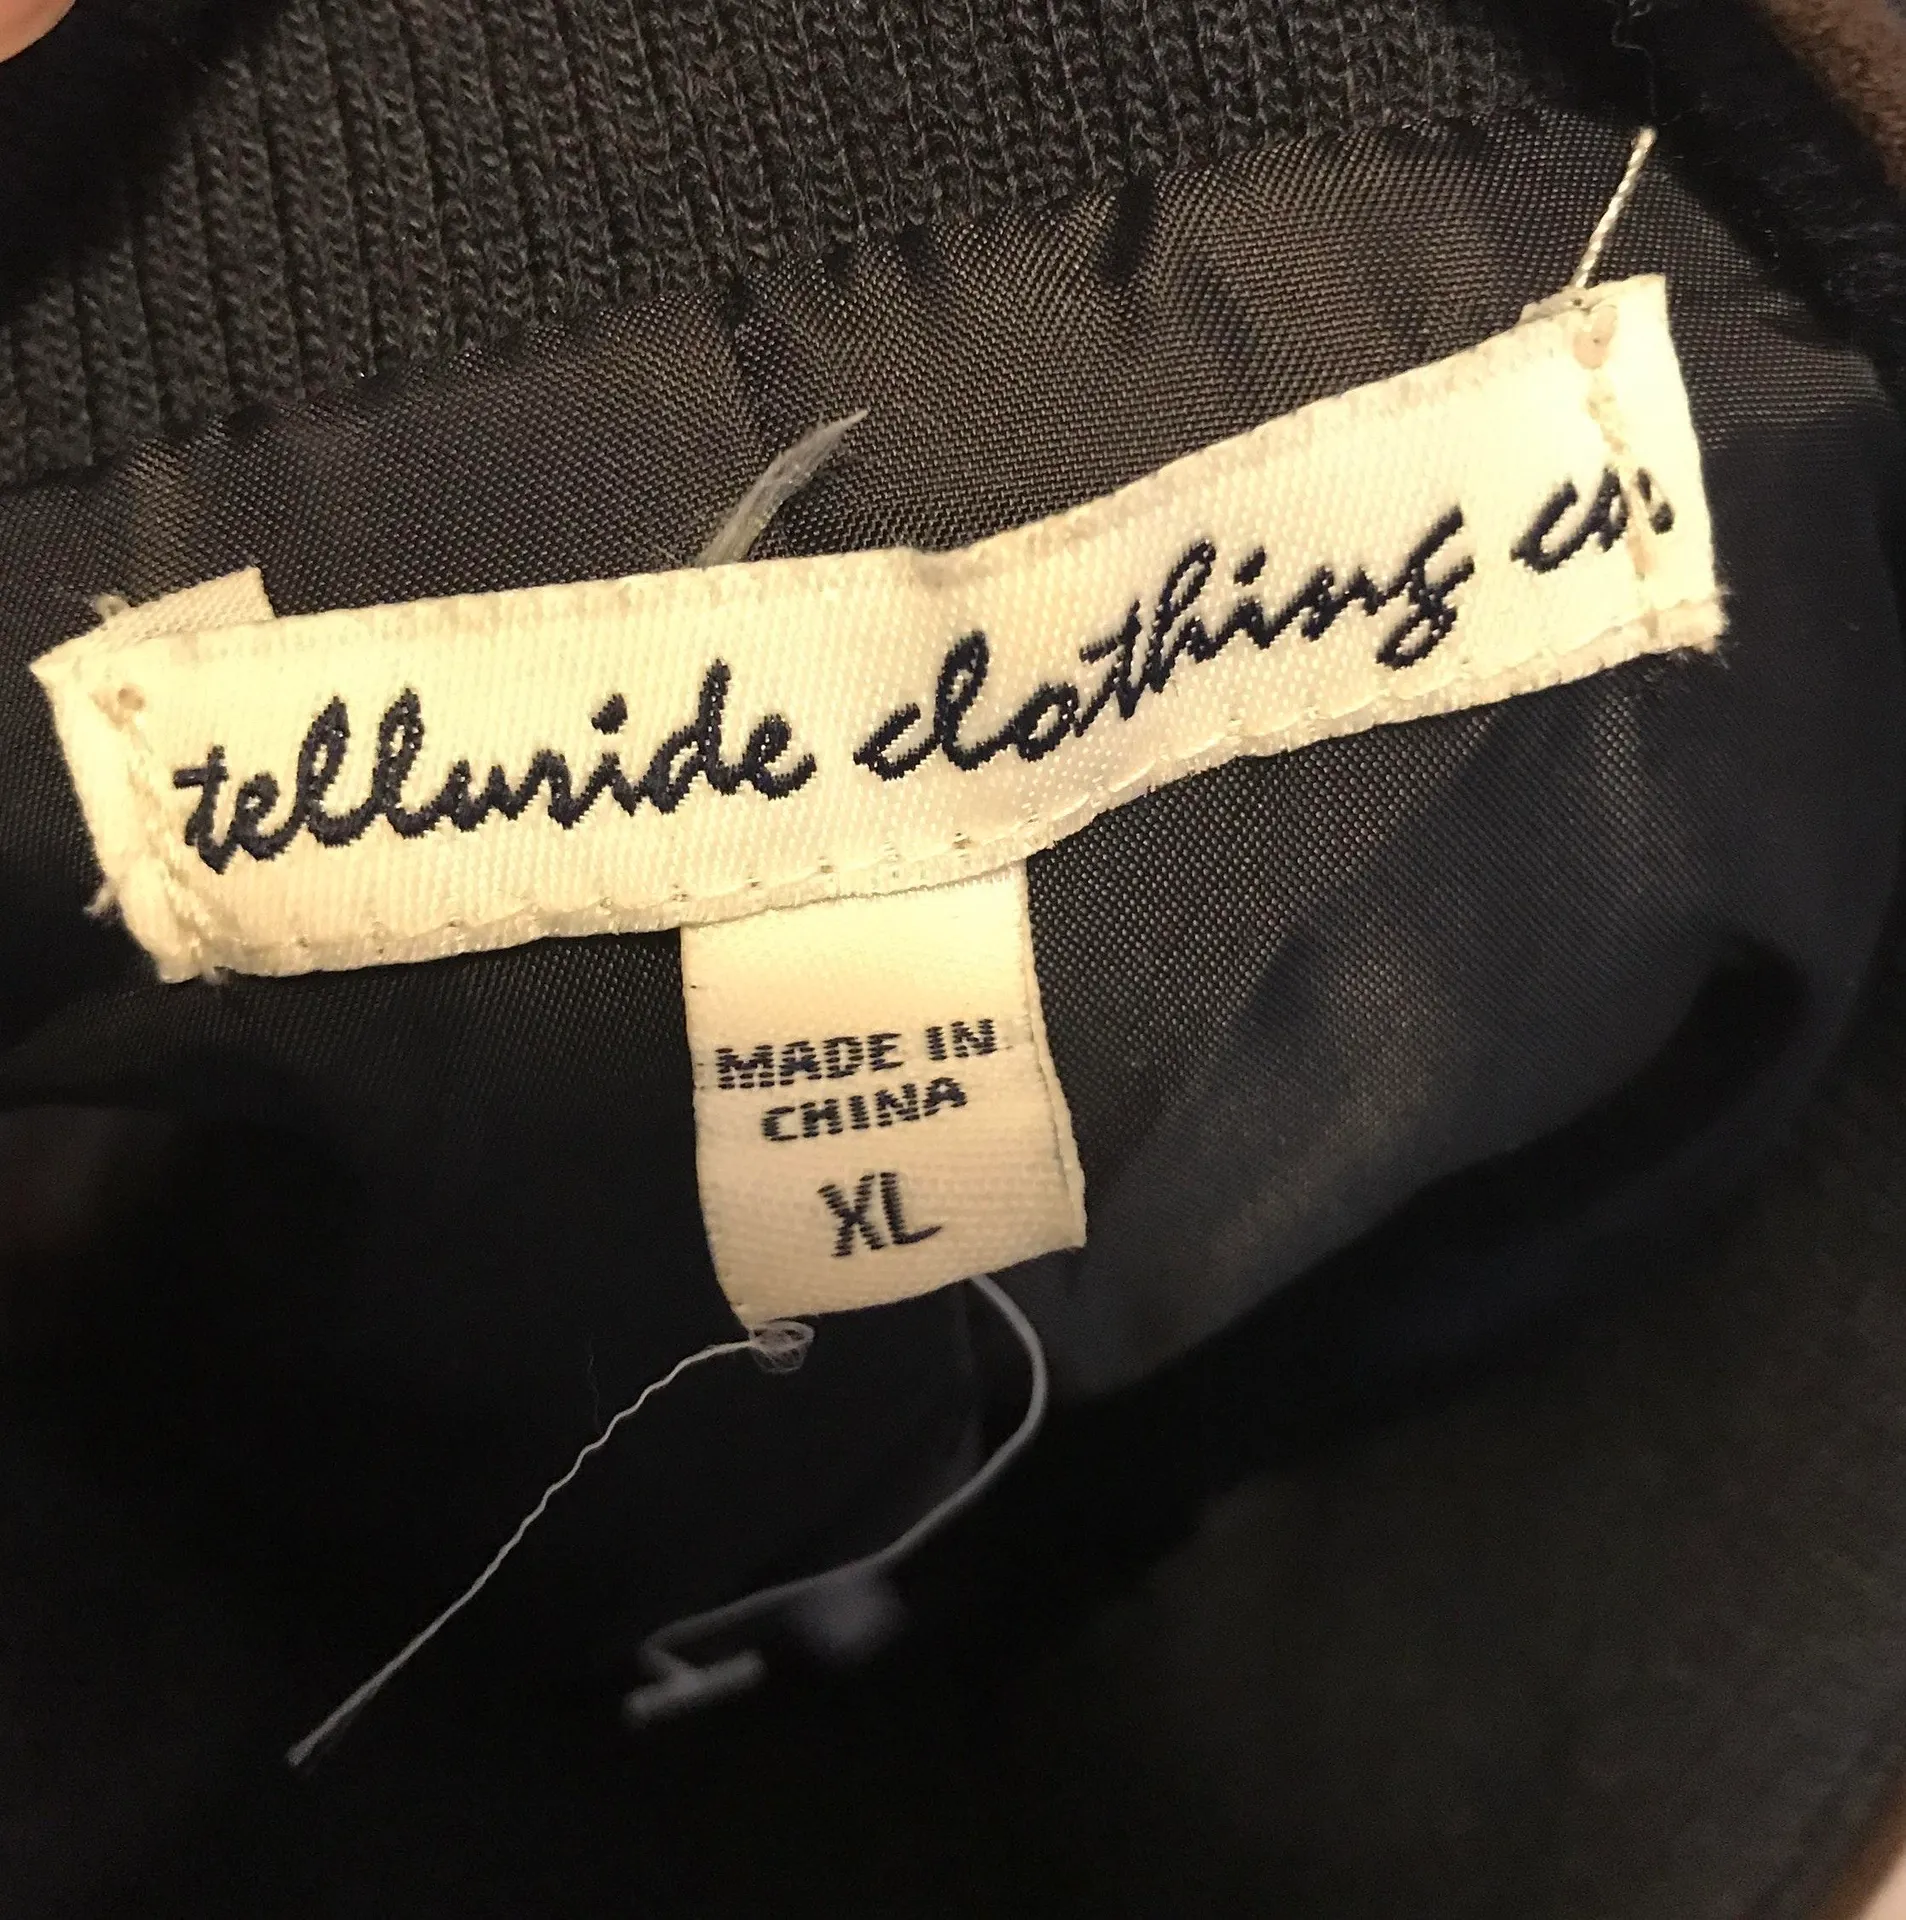 telluride clothing co.
MADE IN
CHINA
XL